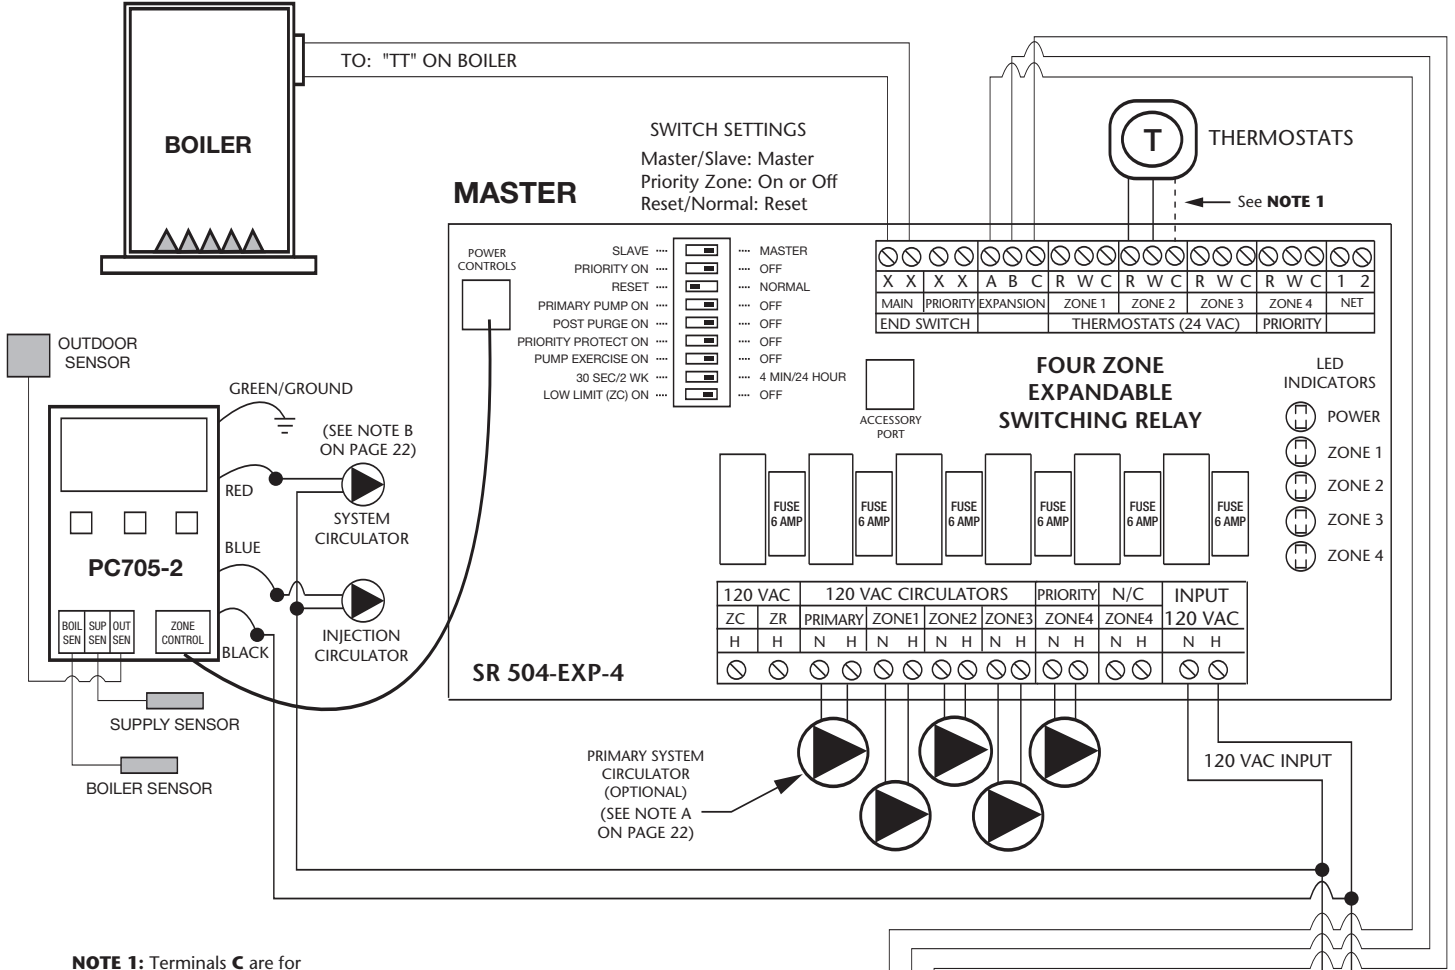 TO: "TT" ON BOILER
BOILER
SWITCH SETTINGS
Master/Slave: Master
Priority Zone: On or Off
Reset/Normal: Reset
MASTER
T
THERMOSTATS
See NOTE 1
POWER
CONTROLS
SLAVE .... .... MASTER
PRIORITY ON .... .... OFF
RESET .... .... NORMAL
PRIMARY PUMP ON .... .... OFF
POST PURGE ON .... .... OFF
PRIORITY PROTECT ON .... .... OFF
PUMP EXERCISE ON .... .... OFF
30 SEC/2 WK .... .... 4 MIN/24 HOUR
LOW LIMIT (ZC) ON .... .... OFF
X X X X A B C R W C R W C R W C R W C 1 2
MAIN PRIORITY EXPANSION ZONE 1 ZONE 2 ZONE 3 ZONE 4 NET
END SWITCH THERMOSTATS (24 VAC) PRIORITY
ACCESSORY
PORT
FOUR ZONE
EXPANDABLE
SWITCHING RELAY
LED
INDICATORS
POWER
ZONE 1
ZONE 2
ZONE 3
ZONE 4
OUTDOOR
SENSOR
GREEN/GROUND
(SEE NOTE B
ON PAGE 22)
RED
SYSTEM
CIRCULATOR
BLUE
PC705-2
INJECTION
CIRCULATOR
BLACK
BOIL
SEN
SUP
SEN
OUT
SEN
ZONE
CONTROL
SUPPLY SENSOR
BOILER SENSOR
FUSE
6 AMP
FUSE
6 AMP
FUSE
6 AMP
FUSE
6 AMP
FUSE
6 AMP
FUSE
6 AMP
120 VAC 120 VAC CIRCULATORS PRIORITY N/C INPUT
ZC ZR PRIMARY ZONE1 ZONE2 ZONE3 ZONE4 ZONE4 120 VAC
H H N H N H N H N H N H N H N H
SR 504-EXP-4
PRIMARY SYSTEM
CIRCULATOR
(OPTIONAL)
(SEE NOTE A
ON PAGE 22)
120 VAC INPUT
NOTE 1: Terminals C are for